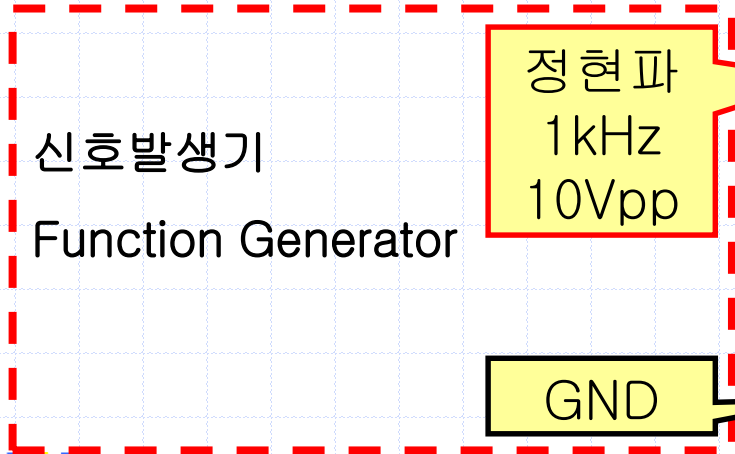 신호발생기
Function Generator
정현파
1kHz
10Vpp
GND